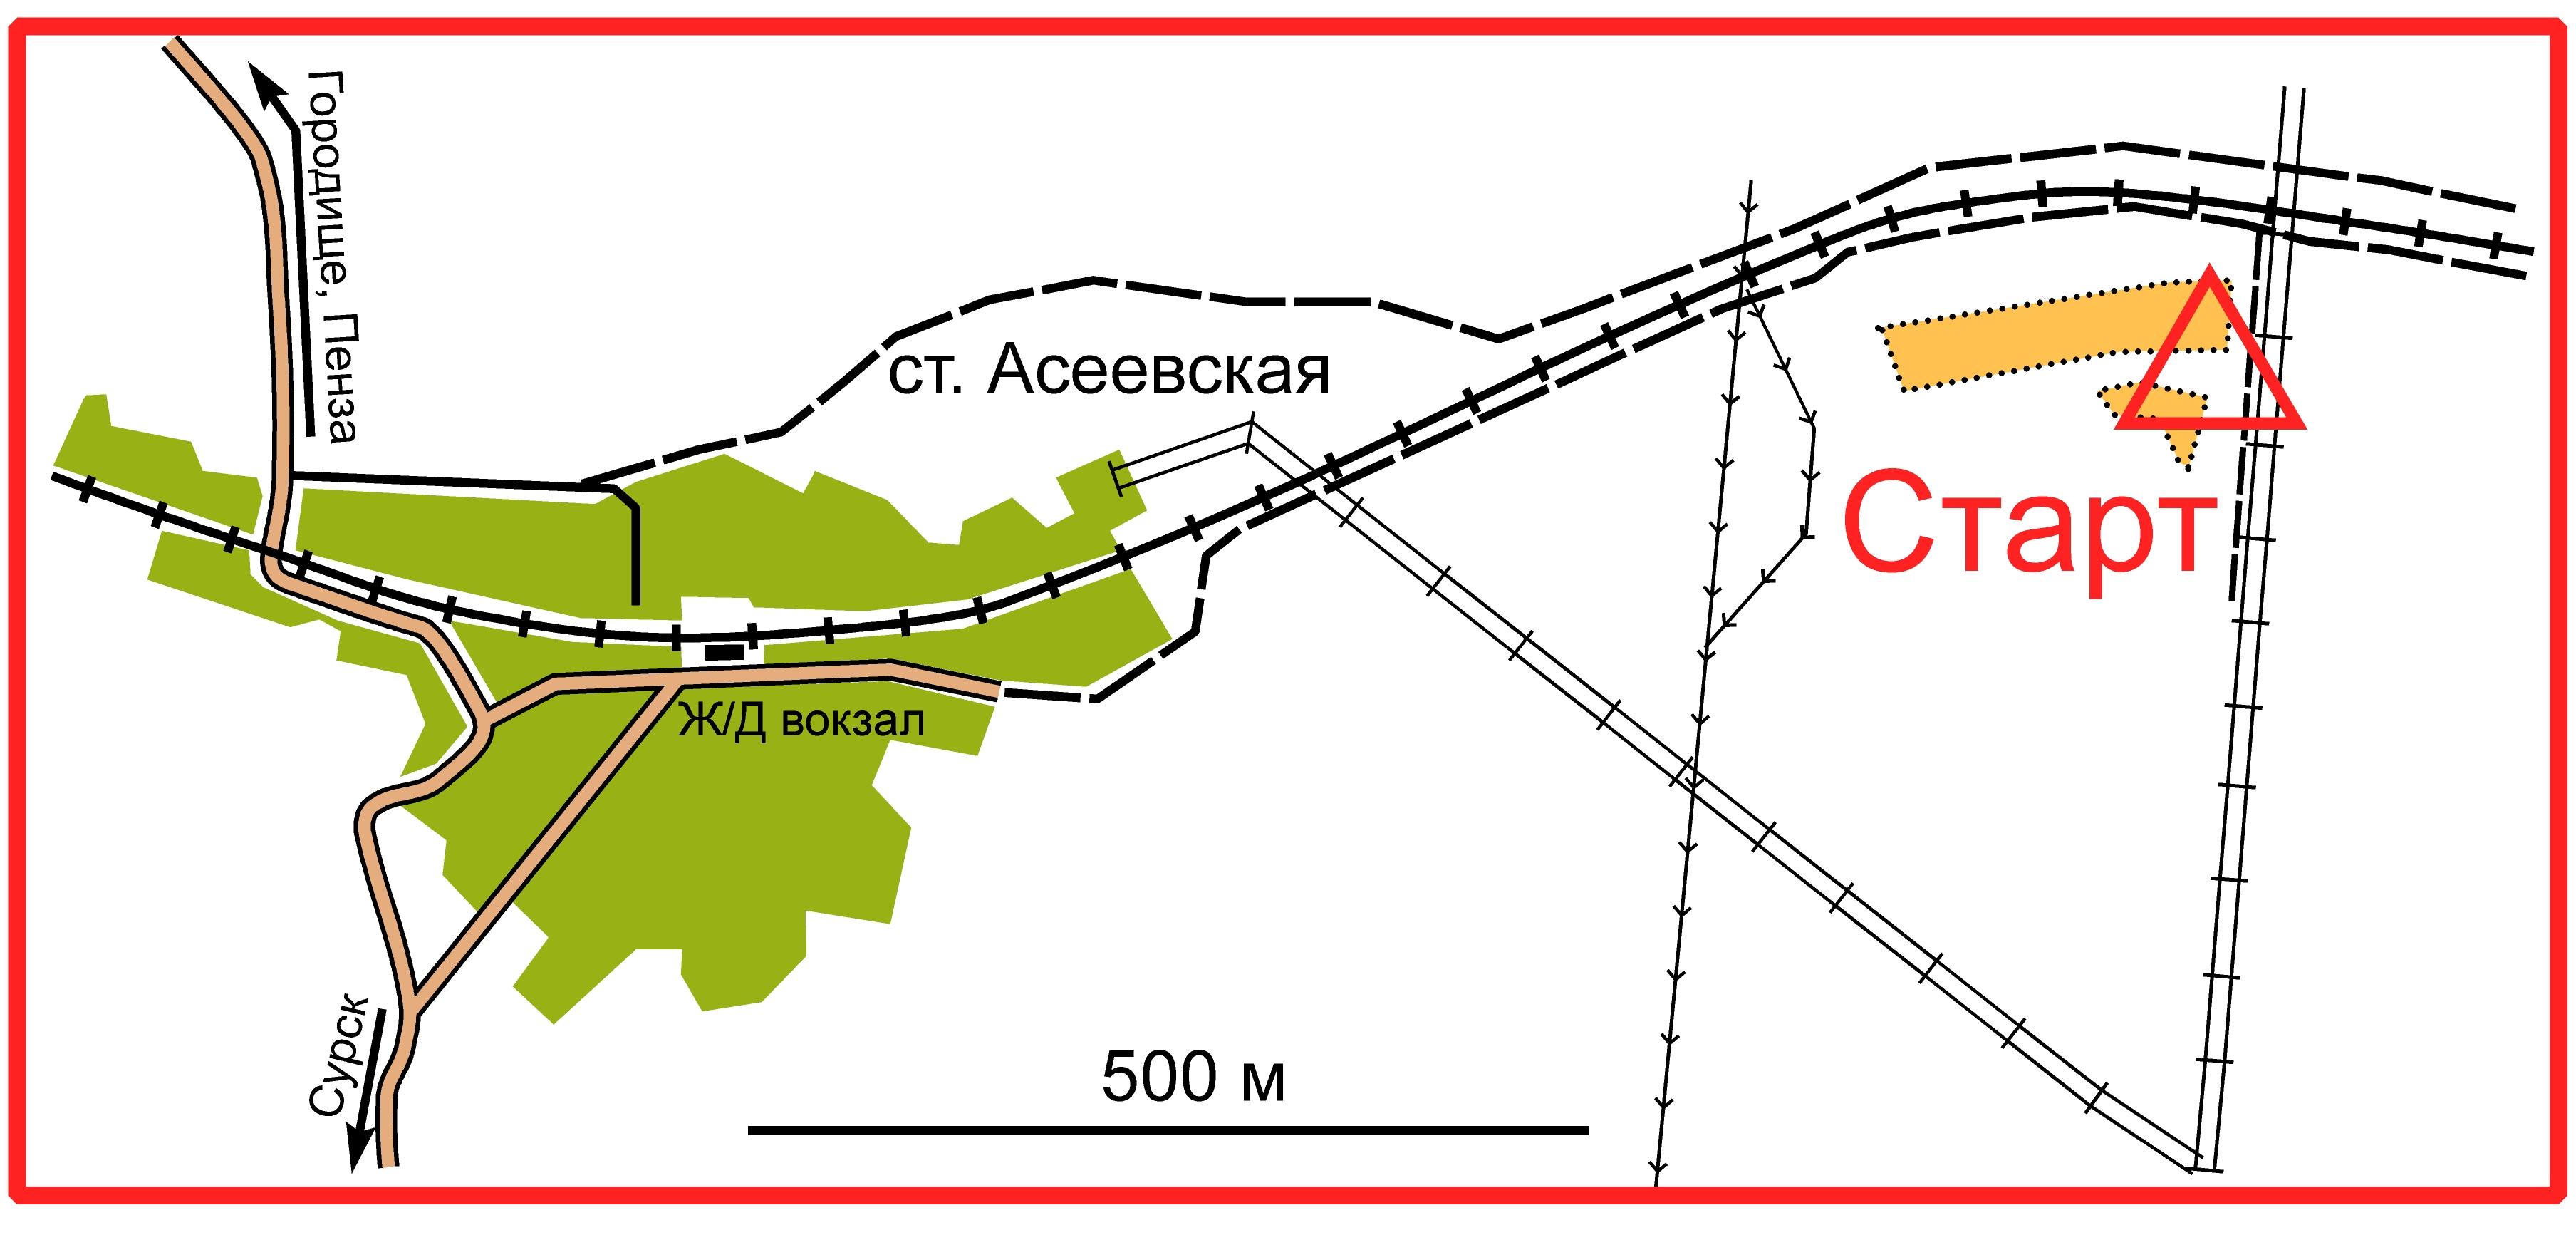 Городище, Пенза
ст. Асеевская
Старт
Ж/Д вокзал
Сурск
500 м